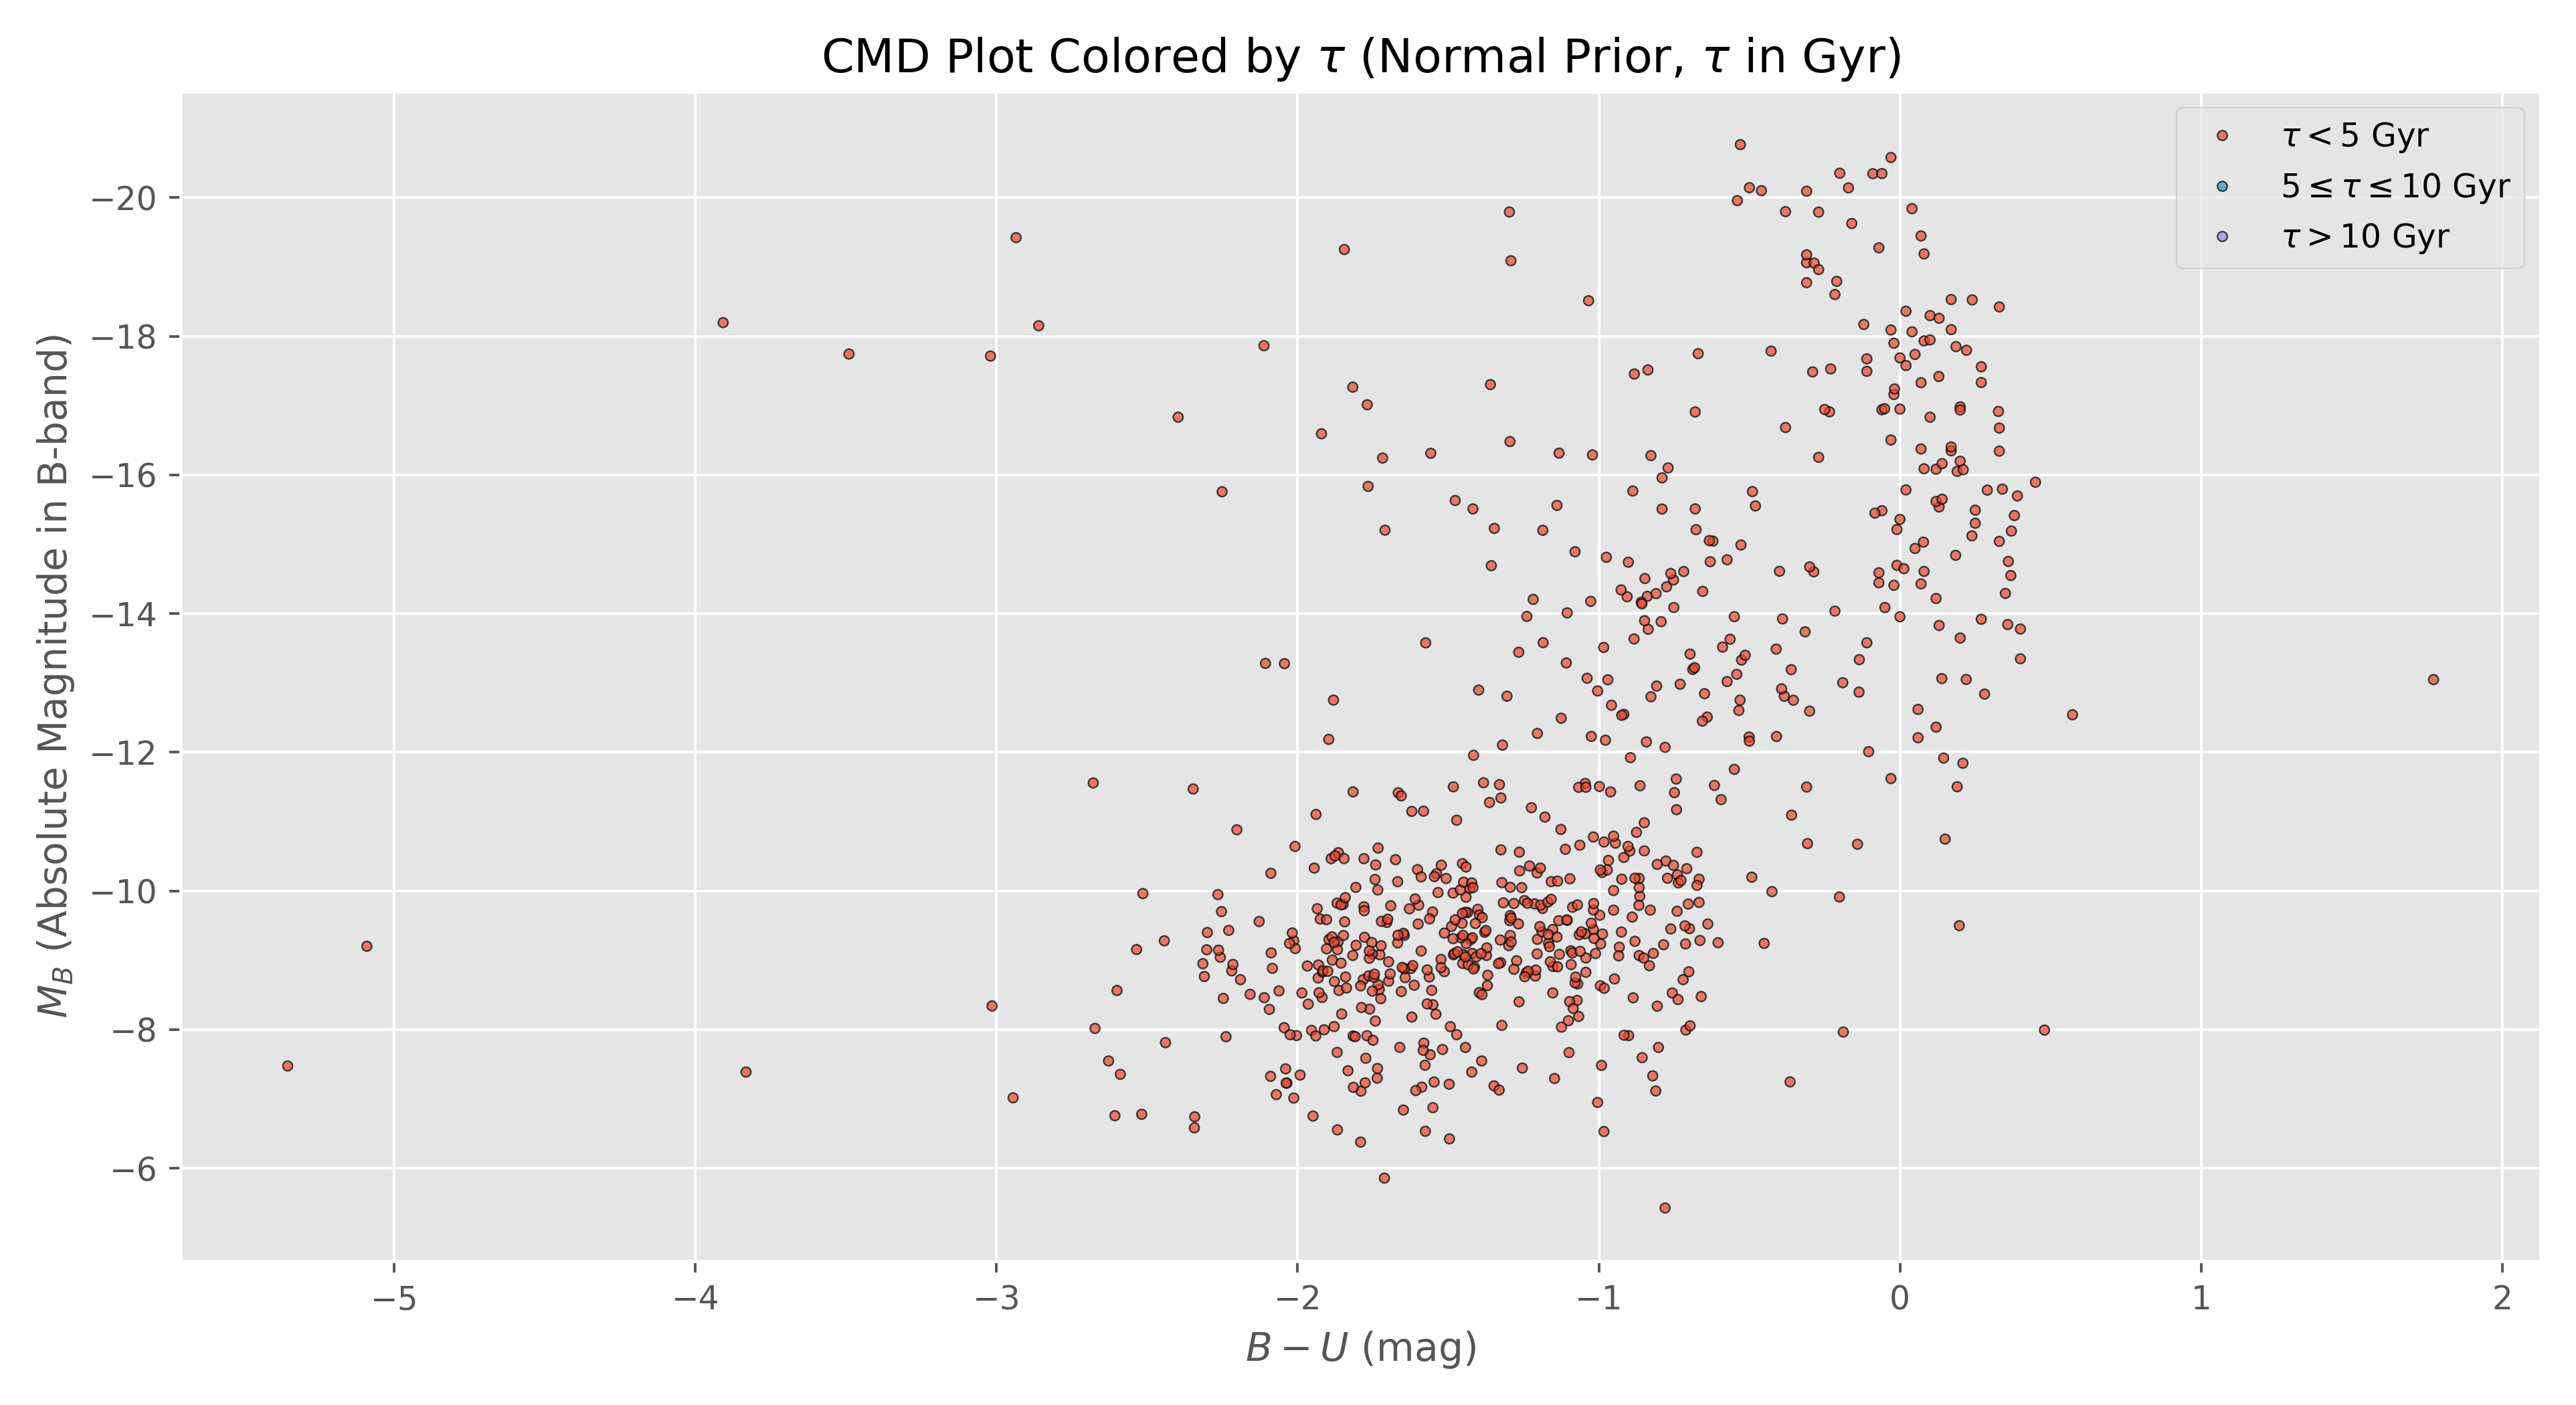 CMD Plot Colored by τ (Normal Prior, τ in Gyr)
τ < 5 Gyr
5 ≤ τ ≤ 10 Gyr
τ > 10 Gyr
M_B (Absolute Magnitude in B-band)
−20
−18
−16
−14
−12
−10
−8
−6
−5 −4 −3 −2 −1 0 1 2
B − U (mag)